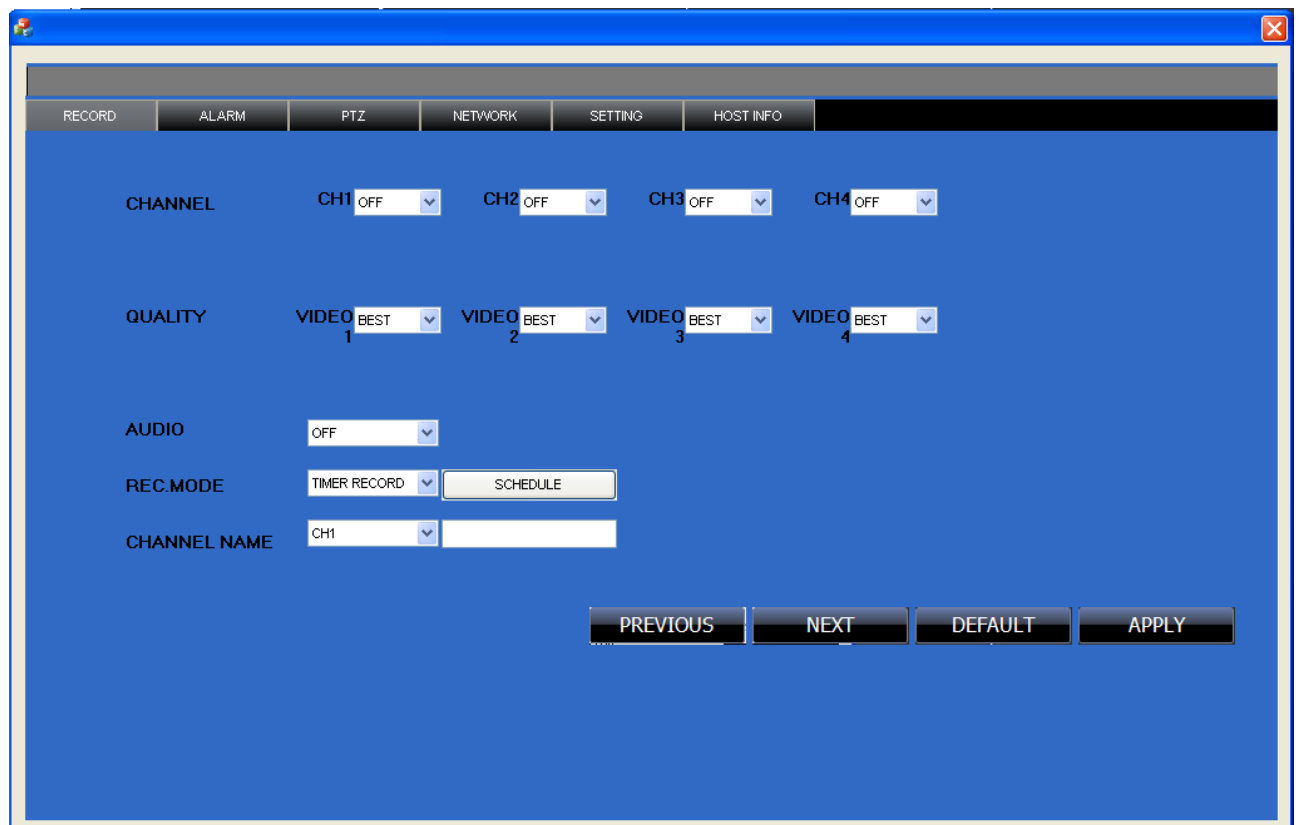 RECORD ALARM PTZ NETWORK SETTING HOST INFO
CHANNEL CH1 OFF CH2 OFF CH3 OFF CH4 OFF
QUALITY VIDEO 1 BEST VIDEO 2 BEST VIDEO 3 BEST VIDEO 4 BEST
AUDIO OFF
REC.MODE TIMER RECORD SCHEDULE
CHANNEL NAME CH1
PREVIOUS NEXT DEFAULT APPLY